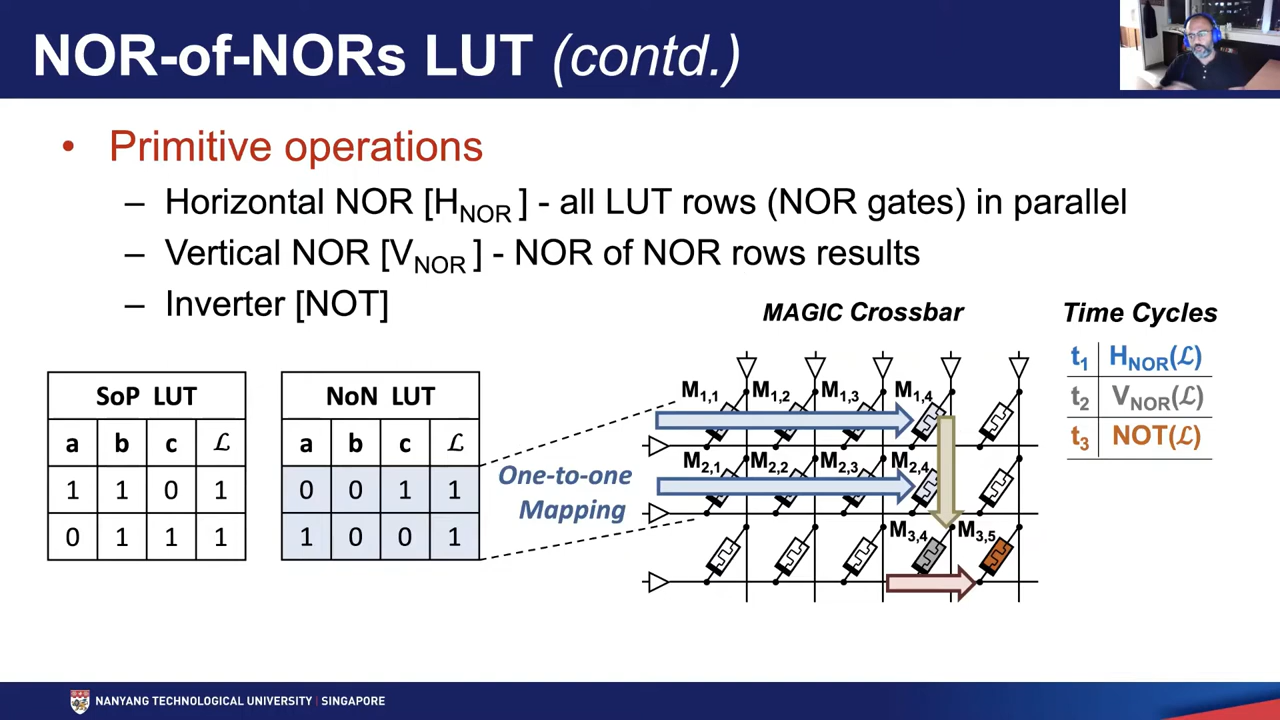 NOR-of-NORs LUT (contd.)
• Primitive operations
– Horizontal NOR [HNOR ] - all LUT rows (NOR gates) in parallel
– Vertical NOR [VNOR ] - NOR of NOR rows results
– Inverter [NOT]
MAGIC Crossbar
Time Cycles
t1 HNOR(ℒ)
t2 VNOR(ℒ)
t3 NOT(ℒ)
SoP LUT
a b c ℒ
1 1 0 1
0 1 1 1
NoN LUT
a b c ℒ
0 0 1 1
1 0 0 1
One-to-one
Mapping
M1,1 M1,2 M1,3 M1,4
M2,1 M2,2 M2,3 M2,4
M3,4 M3,5
NANYANG TECHNOLOGICAL UNIVERSITY | SINGAPORE